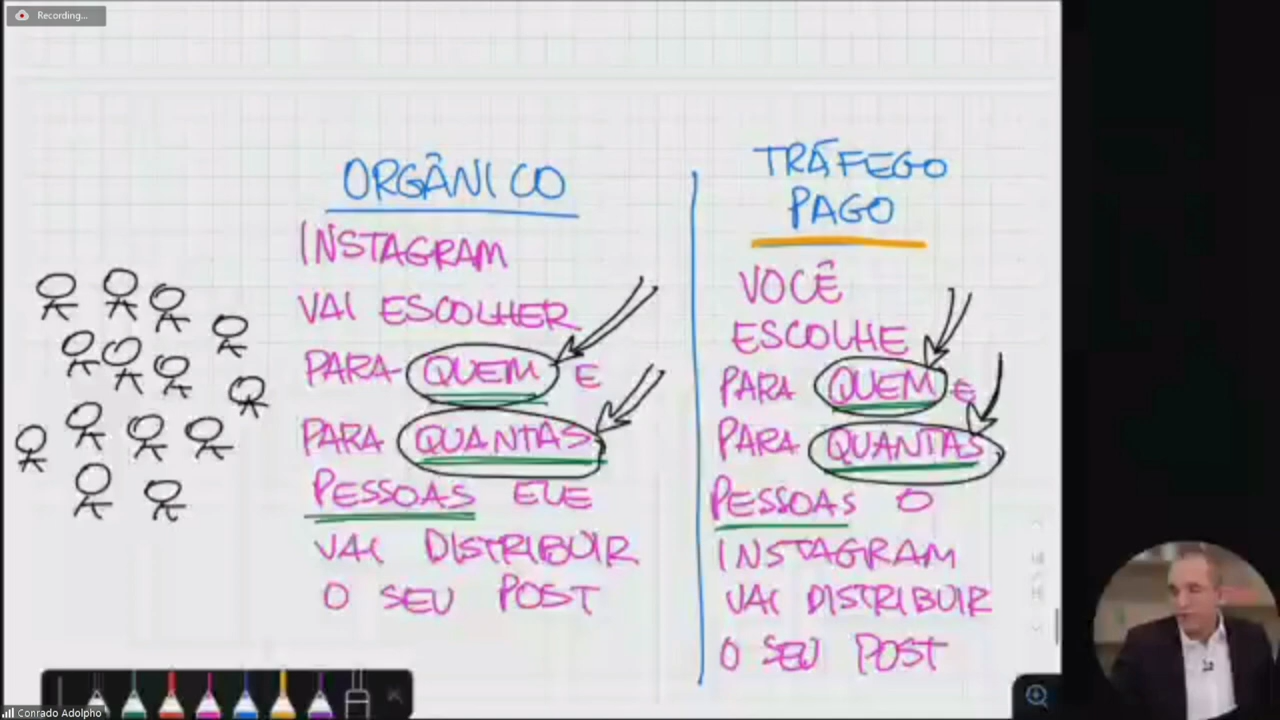 Recording...
ORGÂNICO
INSTAGRAM
VAI ESCOLHER
PARA QUEM E
PARA QUANTAS
PESSOAS ELE
VAI DISTRIBUIR
O SEU POST
TRÁFEGO
PAGO
VOCÊ
ESCOLHE
PARA QUEM E
PARA QUANTAS
PESSOAS O
INSTAGRAM
VAI DISTRIBUIR
O SEU POST
Conrado Adolpho